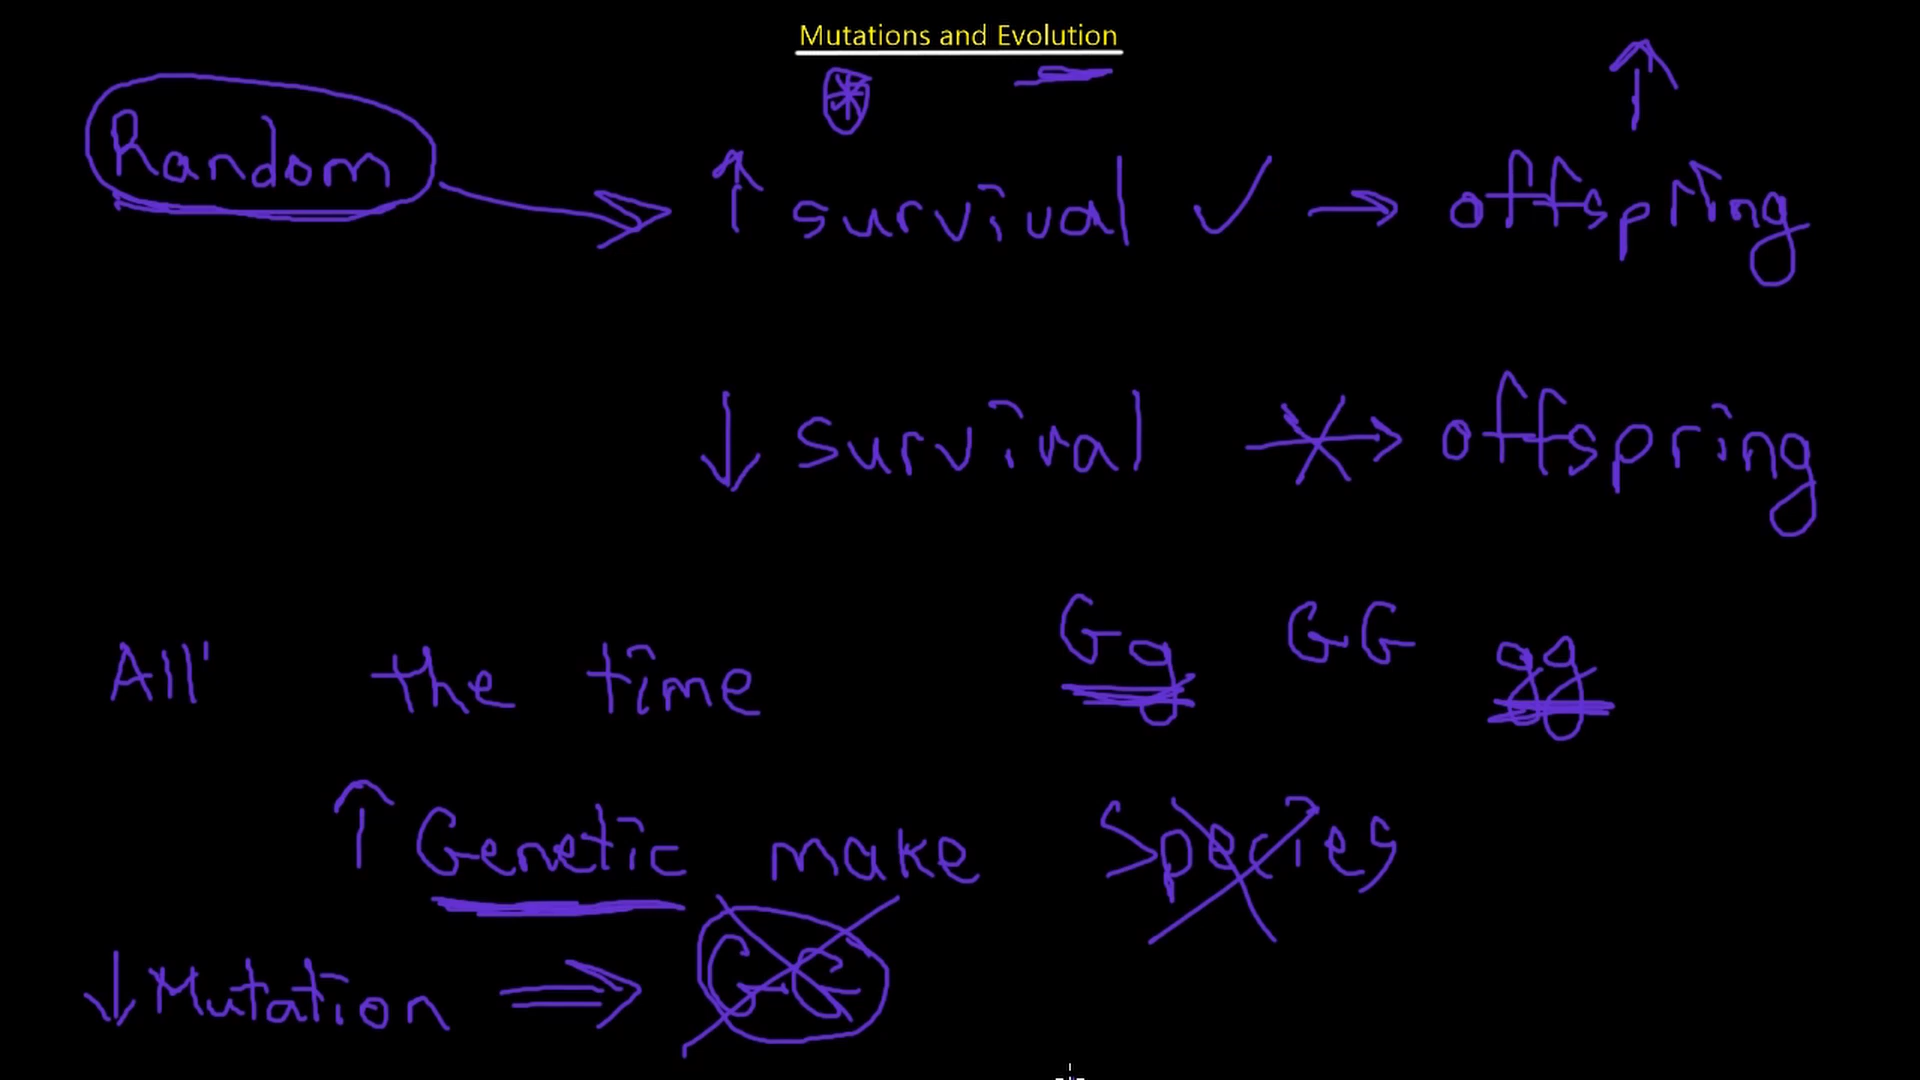 Mutations and Evolution
Random ↑ survival ✓ → offspring ↑
↓ survival → offspring
All the time Gg GG gg
↑ Genetic make Species
↓ Mutation ⇒ GG